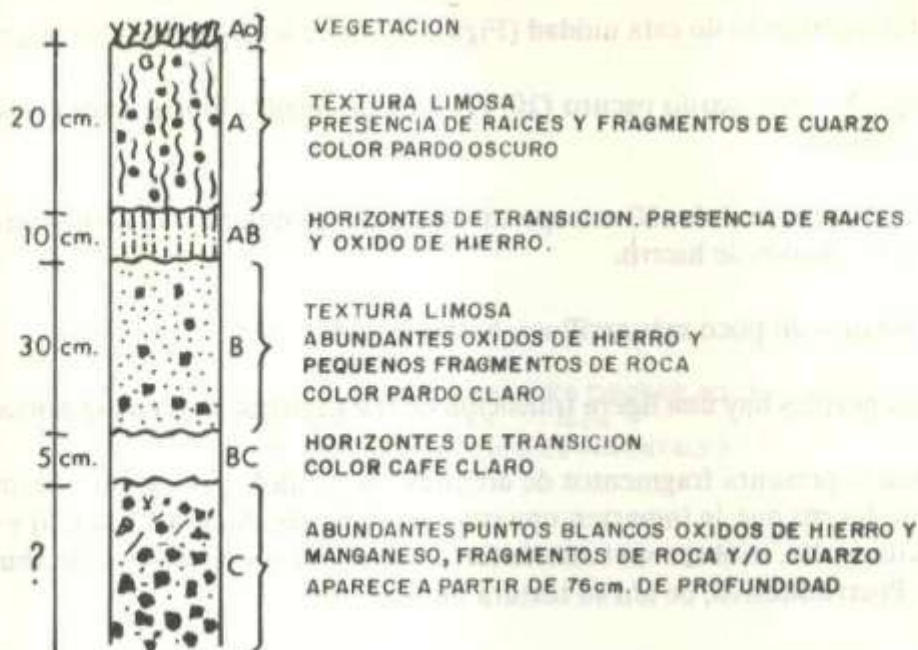 Ao VEGETACION
20 cm. A TEXTURA LIMOSA
PRESENCIA DE RAICES Y FRAGMENTOS DE CUARZO
COLOR PARDO OSCURO
10 cm. AB HORIZONTES DE TRANSICION. PRESENCIA DE RAICES
Y OXIDO DE HIERRO.
30 cm. B TEXTURA LIMOSA
ABUNDANTES OXIDOS DE HIERRO Y
PEQUENOS FRAGMENTOS DE ROCA
COLOR PARDO CLARO
5 cm. BC HORIZONTES DE TRANSICION
COLOR CAFE CLARO
? C ABUNDANTES PUNTOS BLANCOS OXIDOS DE HIERRO Y
MANGANESO, FRAGMENTOS DE ROCA Y/O CUARZO
APARECE A PARTIR DE 76cm. DE PROFUNDIDAD